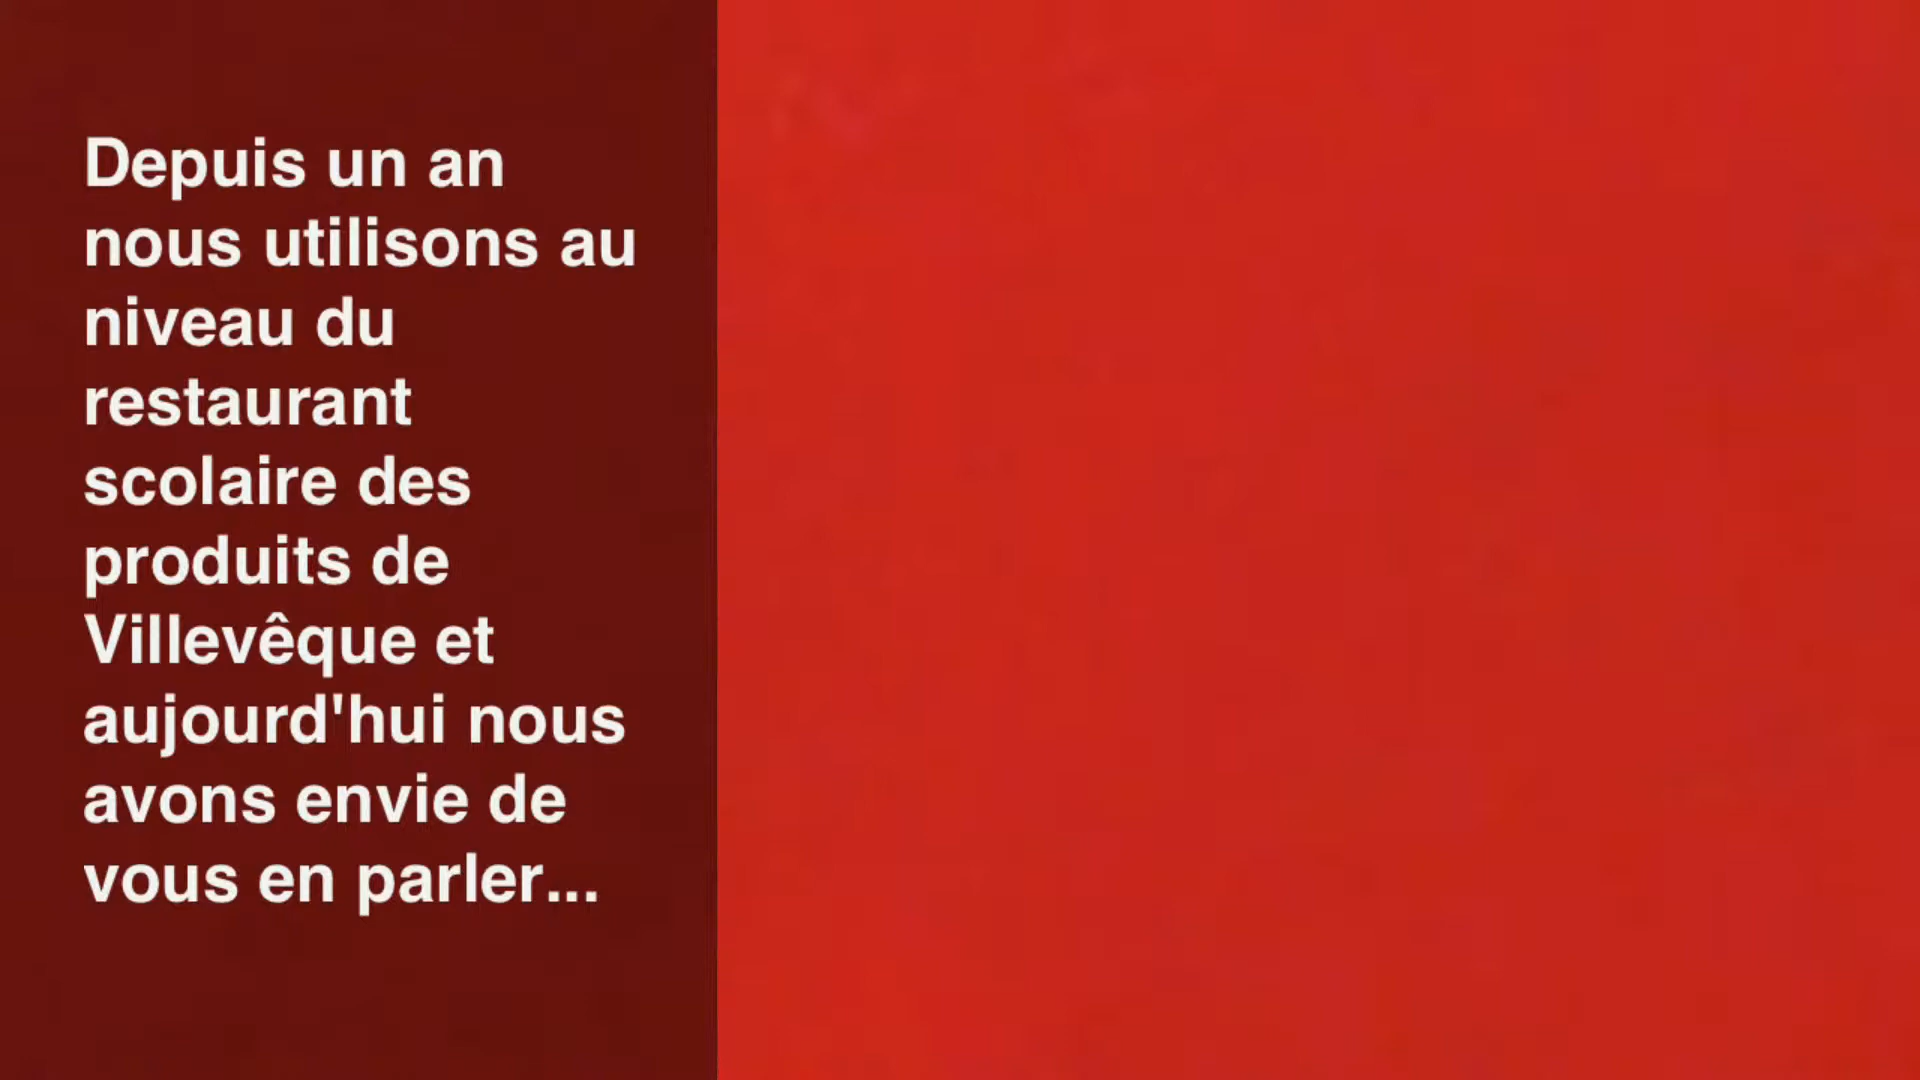 Depuis un an
nous utilisons au
niveau du
restaurant
scolaire des
produits de
Villevêque et
aujourd'hui nous
avons envie de
vous en parler...